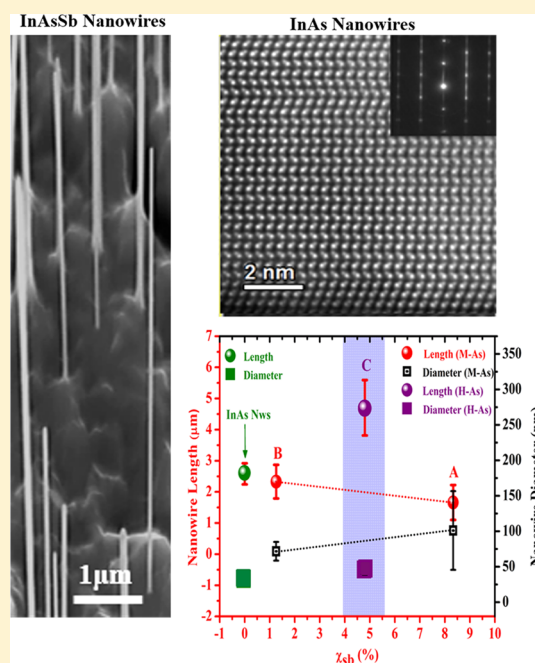 InAsSb Nanowires
InAs Nanowires
1μm
2 nm
Nanowire Length (μm)
7
6
5
4
3
2
1
0
-1
-2
Length
Diameter
InAs Nws
B
C
A
Length (M-As)
Diameter (M-As)
Length (H-As)
Diameter (H-As)
350
300
250
200
150
100
50
0
0 1 2 3 4 5 6 7 8 9 10
χsb (%)